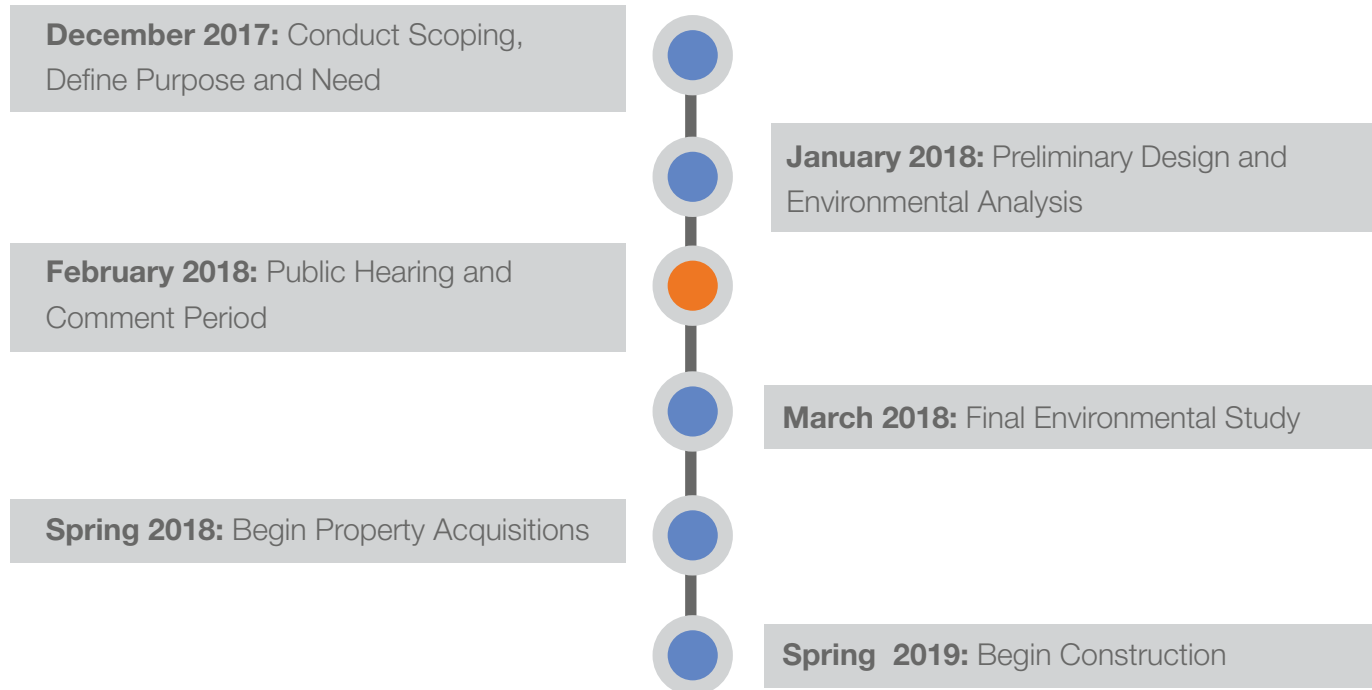 December 2017: Conduct Scoping,
Define Purpose and Need
January 2018: Preliminary Design and
Environmental Analysis
February 2018: Public Hearing and
Comment Period
March 2018: Final Environmental Study
Spring 2018: Begin Property Acquisitions
Spring 2019: Begin Construction